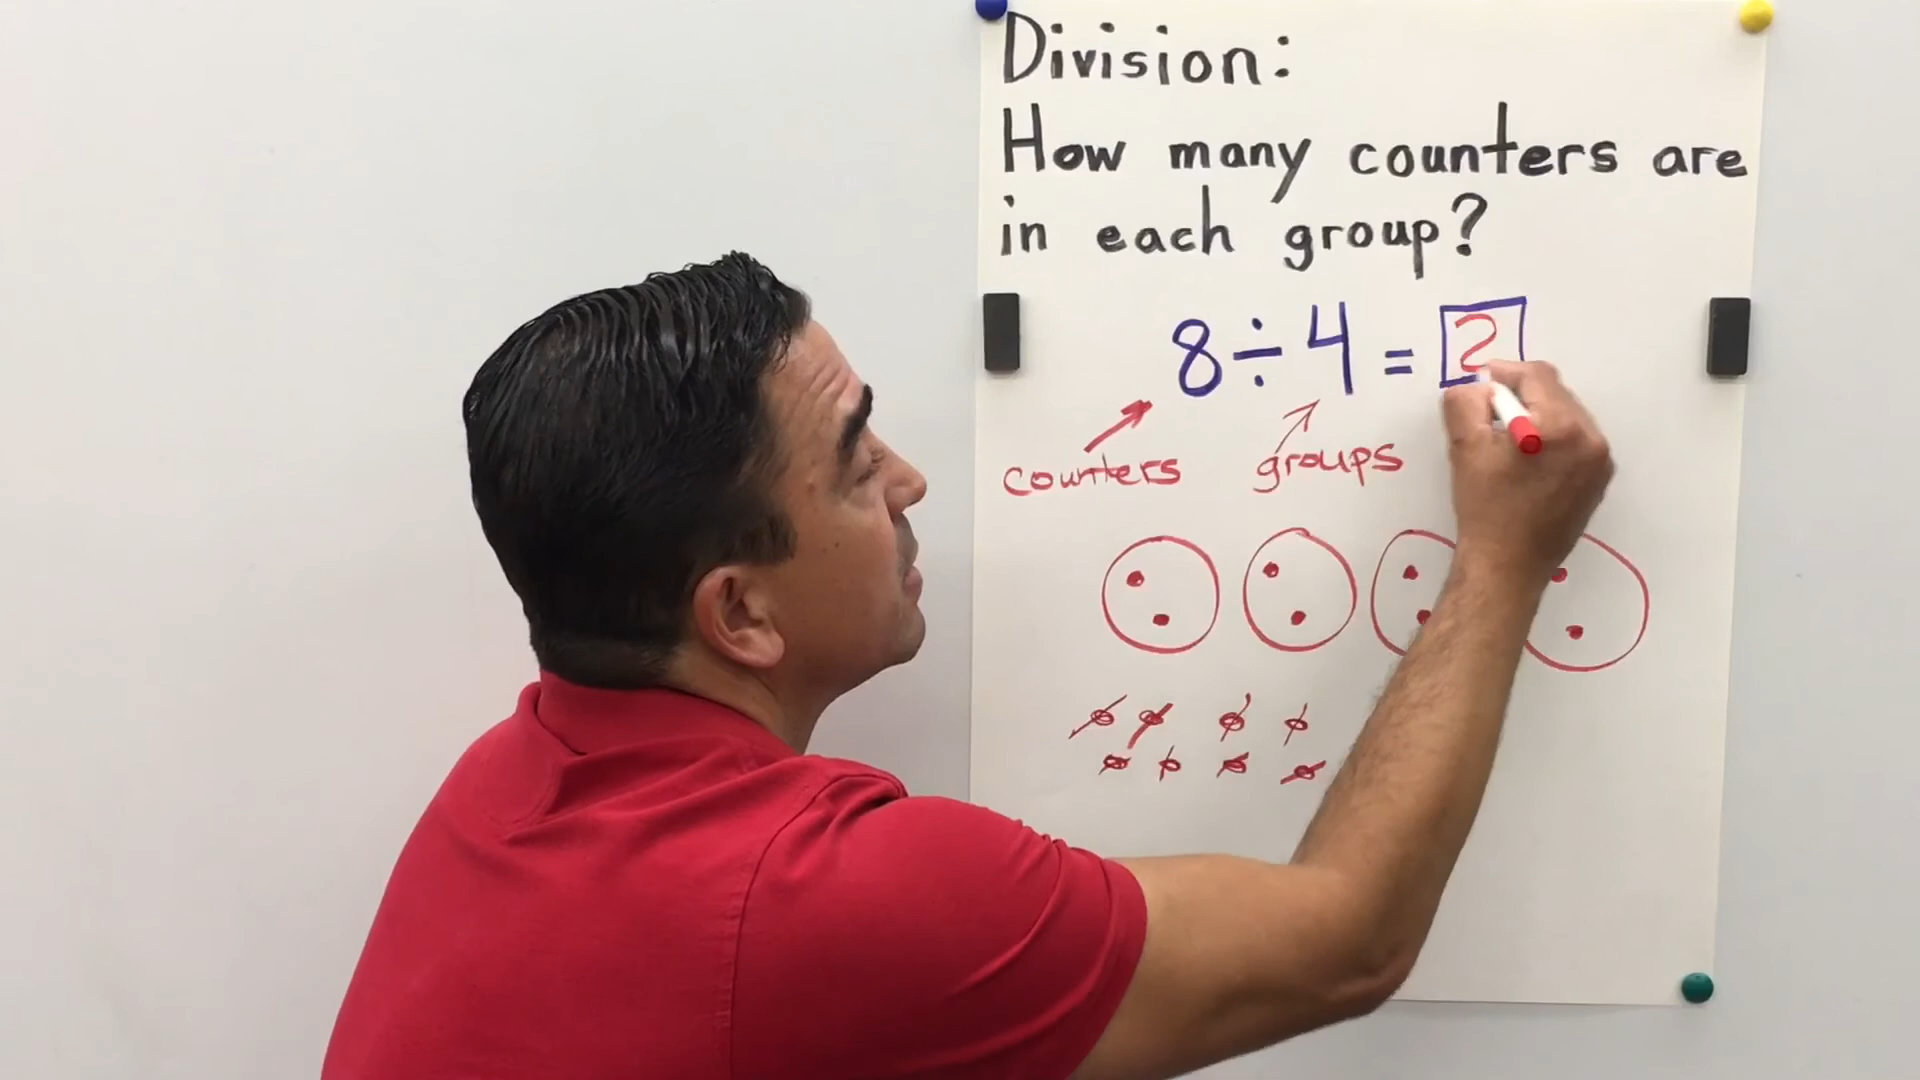 Division:
How many counters are
in each group?
8 ÷ 4 = 2
counters groups